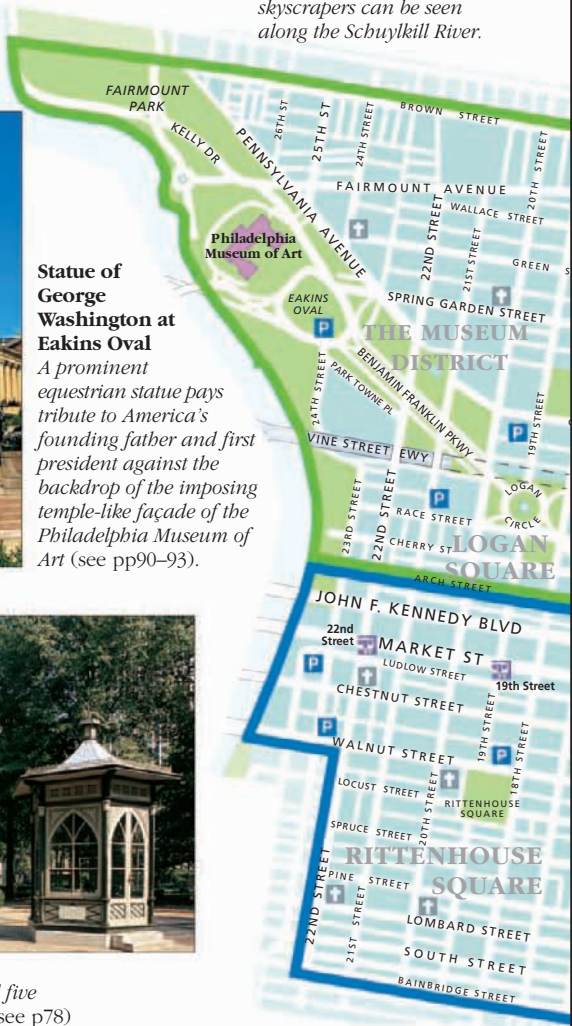 skyscrapers can be seen
along the Schuylkill River.
FAIRMOUNT
PARK
KELLY DR
PENNSYLVANIA AVENUE
26TH ST
25TH ST
24TH STREET
BROWN STREET
20TH STREET
FAIRMOUNT AVENUE
WALLACE STREET
22ND STREET
21ST STREET
GREEN S
Philadelphia
Museum of Art
SPRING GARDEN STREET
EAKINS
OVAL
P
THE MUSEUM
DISTRICT
BENJAMIN FRANKLIN PKWY
PARK TOWNE PL
24TH STREET
19TH STREET
P
VINE STREET EWY
Statue of
George
Washington at
Eakins Oval
A prominent
equestrian statue pays
tribute to America's
founding father and first
president against the
backdrop of the imposing
temple-like façade of the
Philadelphia Museum of
Art (see pp90–93).
LOGAN
CIRCLE
P
23RD STREET
22ND STREET
RACE STREET
CHERRY ST
LOGAN
SQUARE
ARCH STREET
JOHN F. KENNEDY BLVD
22nd
Street
MARKET ST
LUDLOW STREET
19th Street
P
CHESTNUT STREET
19TH STREET
18TH STREET
P
WALNUT STREET
P
LOCUST STREET
20TH STREET
RITTENHOUSE
SQUARE
SPRUCE STREET
RITTENHOUSE
SQUARE
22ND STREET
PINE STREET
21ST STREET
LOMBARD STREET
SOUTH STREET
BAINBRIDGE STREET
five
see p78)